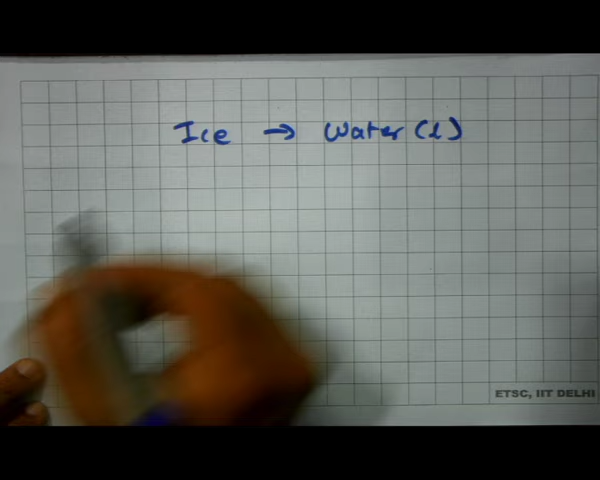 Ice → Water (l)
ETSC, IIT DELHI